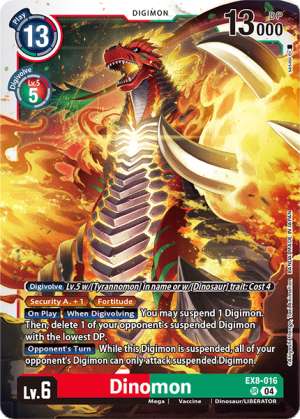 Play
DIGIMON
DP
13
13000
Digivolve
Lv.5
5
Digivolve Lv.5 w/[Tyrannomon] in name or w/[Dinosaur] trait: Cost 4
Security A. +1 Fortitude
On Play When Digivolving You may suspend 1 Digimon.
Then, delete 1 of your opponent's suspended Digimon
with the lowest DP.
Opponent's Turn While this Digimon is suspended, all of your
opponent's Digimon can only attack suspended Digimon.
EX8-016
Lv.6
Dinomon
SR 04
Mega | Vaccine | Dinosaur/LIBERATOR